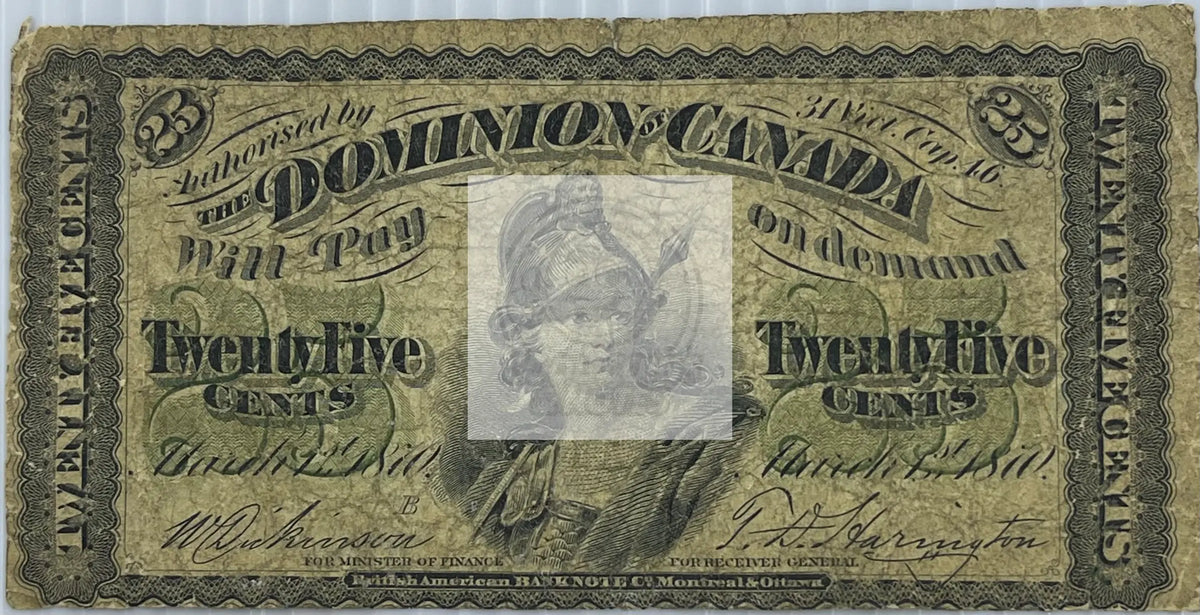 25
25
Authorised by
31 Vict. Cap. 46.
THE DOMINION OF CANADA
Will Pay
on demand
TWENTY FIVE CENTS
TWENTY FIVE CENTS
Twenty Five
Twenty Five
CENTS
CENTS
March 1st 1870.
March 1st 1870.
B
W Dickinson
T. D. Harington
FOR MINISTER OF FINANCE
FOR RECEIVER GENERAL
British American BANK NOTE Co. Montreal & Ottawa